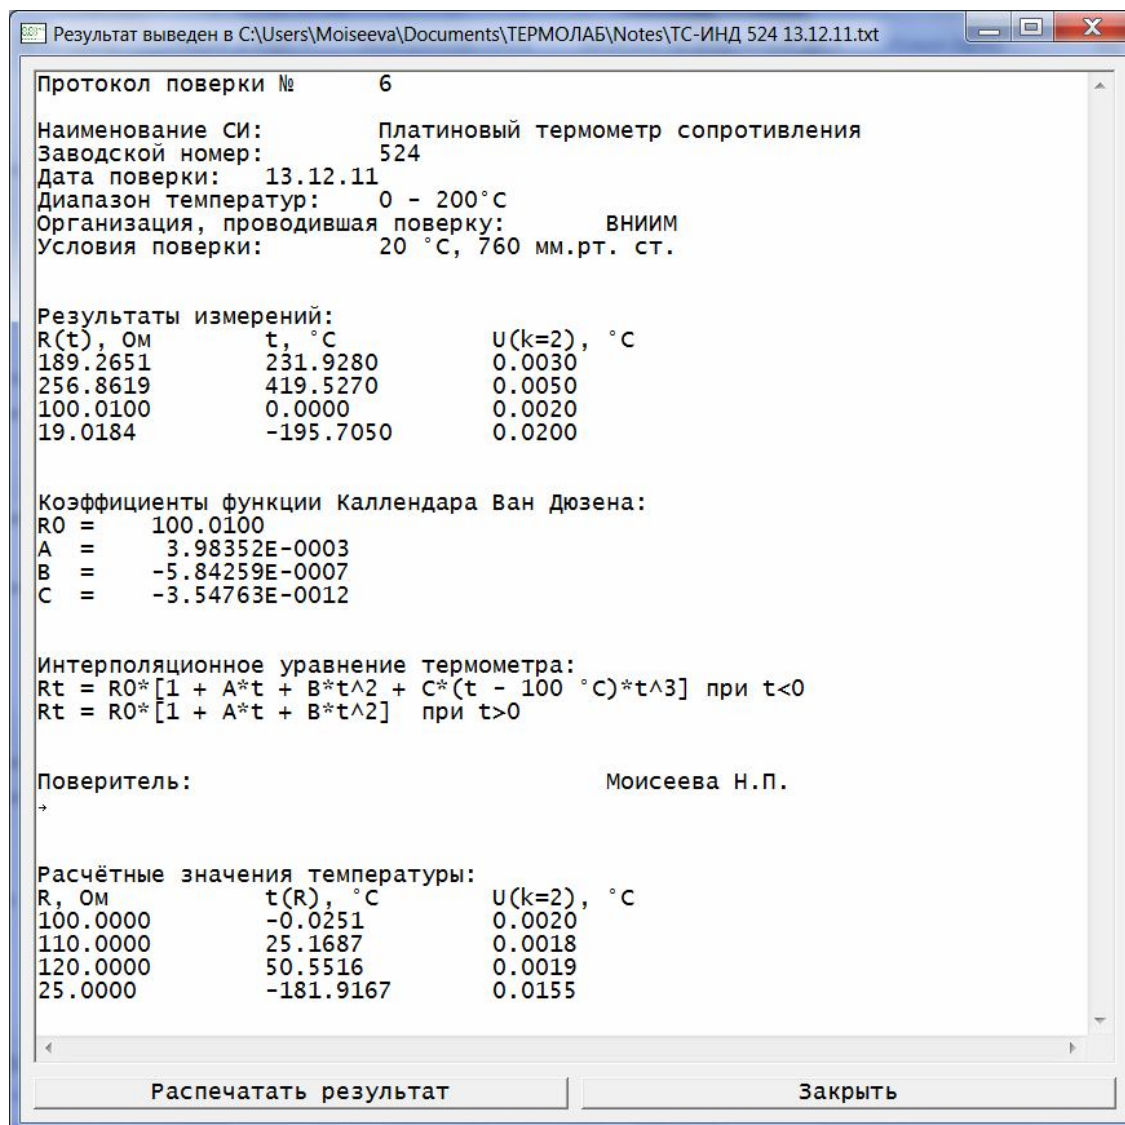 Результат выведен в C:\Users\Moiseeva\Documents\ТЕРМОЛАБ\Notes\ТС-ИНД 524 13.12.11.txt
Протокол поверки № 6
Наименование СИ: Платиновый термометр сопротивления
Заводской номер: 524
Дата поверки: 13.12.11
Диапазон температур: 0 - 200°C
Организация, проводившая поверку: ВНИИМ
Условия поверки: 20 °C, 760 мм.рт. ст.
Результаты измерений:
R(t), Ом t, °C U(k=2), °C
189.2651 231.9280 0.0030
256.8619 419.5270 0.0050
100.0100 0.0000 0.0020
19.0184 -195.7050 0.0200
Коэффициенты функции Каллендара Ван Дюзена:
R0 = 100.0100
A = 3.98352E-0003
B = -5.84259E-0007
C = -3.54763E-0012
Интерполяционное уравнение термометра:
Rt = R0*[1 + A*t + B*t^2 + C*(t - 100 °C)*t^3] при t<0
Rt = R0*[1 + A*t + B*t^2] при t>0
Поверитель: Моисеева Н.П.
→
Расчётные значения температуры:
R, Ом t(R), °C U(k=2), °C
100.0000 -0.0251 0.0020
110.0000 25.1687 0.0018
120.0000 50.5516 0.0019
25.0000 -181.9167 0.0155
Распечатать результат Закрыть